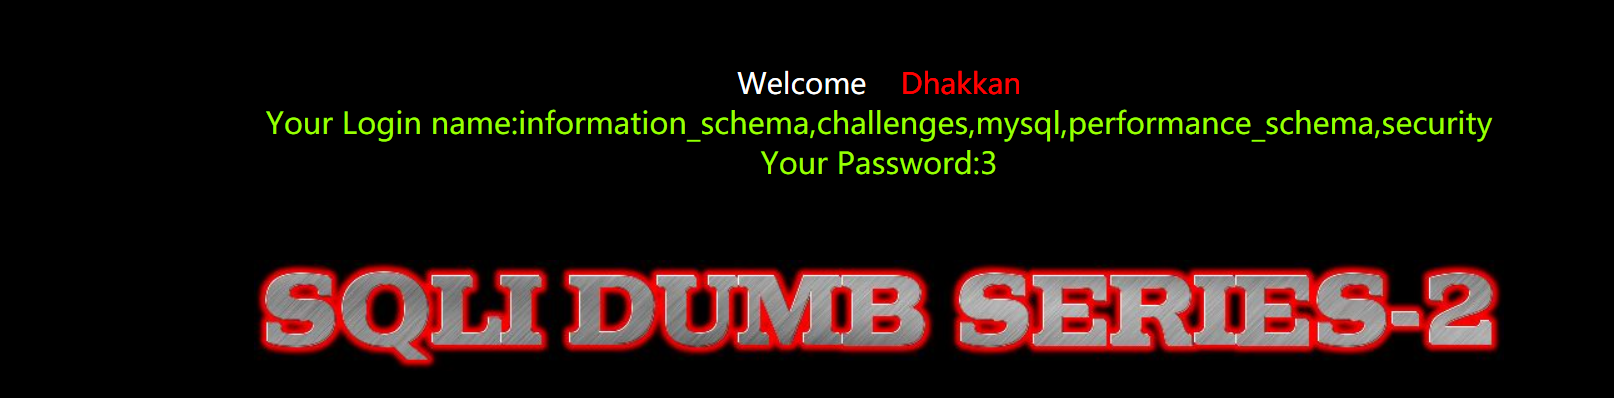 Welcome Dhakkan
Your Login name:information_schema,challenges,mysql,performance_schema,security
Your Password:3
SQLI DUMB SERIES-2